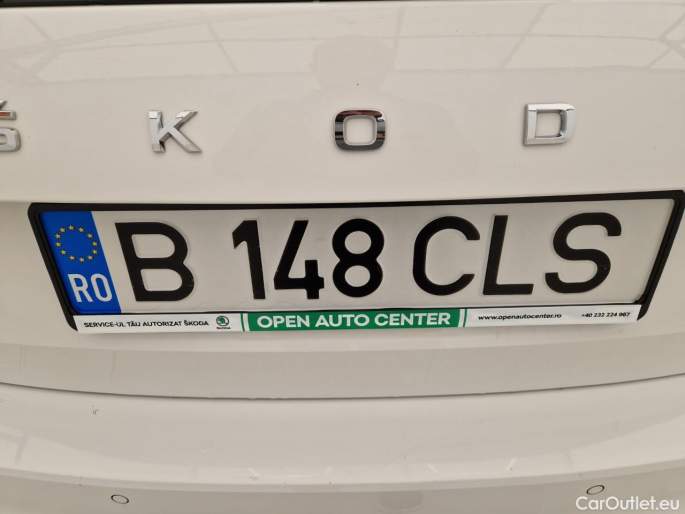 ŠKOD
RO B 148 CLS
SERVICE-UL TĂU AUTORIZAT ŠKODA OPEN AUTO CENTER www.openautocenter.ro +40 232 224 967
CarOutlet.eu